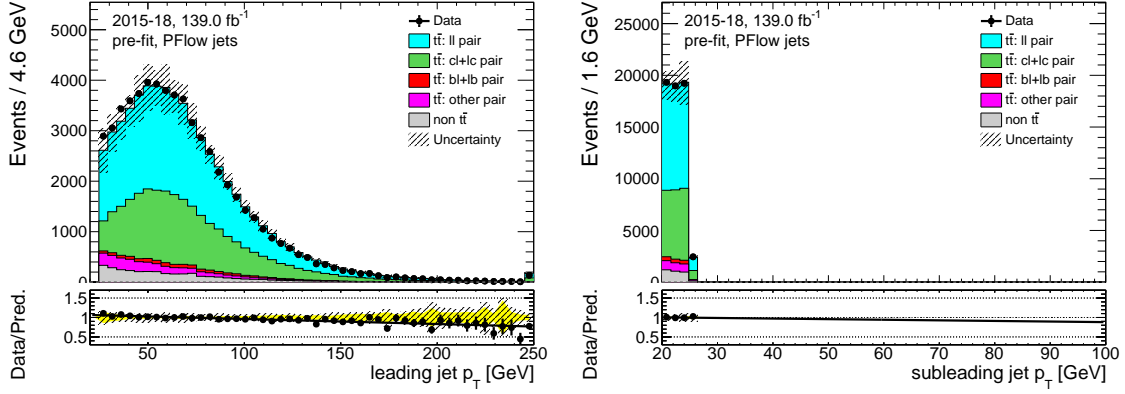 Events / 4.6 GeV
5000
4000
3000
2000
1000
0
2015-18, 139.0 fb⁻¹
pre-fit, PFlow jets
Data
tt̄: ll pair
tt̄: cl+lc pair
tt̄: bl+lb pair
tt̄: other pair
non tt̄
Uncertainty
Data/Pred.
1.5
1
0.5
50 100 150 200 250
leading jet p_T [GeV]
Events / 1.6 GeV
25000
20000
15000
10000
5000
0
2015-18, 139.0 fb⁻¹
pre-fit, PFlow jets
Data
tt̄: ll pair
tt̄: cl+lc pair
tt̄: bl+lb pair
tt̄: other pair
non tt̄
Uncertainty
Data/Pred.
1.5
1
0.5
20 30 40 50 60 70 80 90 100
subleading jet p_T [GeV]